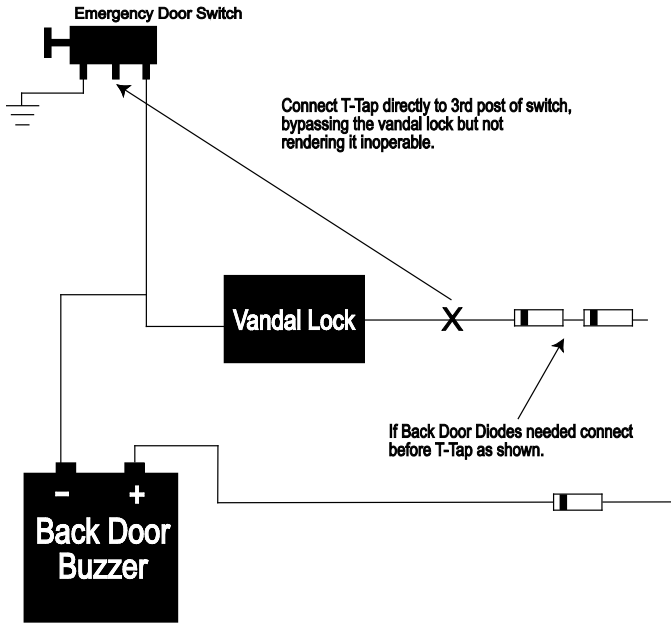 Emergency Door Switch
Connect T-Tap directly to 3rd post of switch,
bypassing the vandal lock but not
rendering it inoperable.
Vandal Lock
X
If Back Door Diodes needed connect
before T-Tap as shown.
- +
Back Door
Buzzer